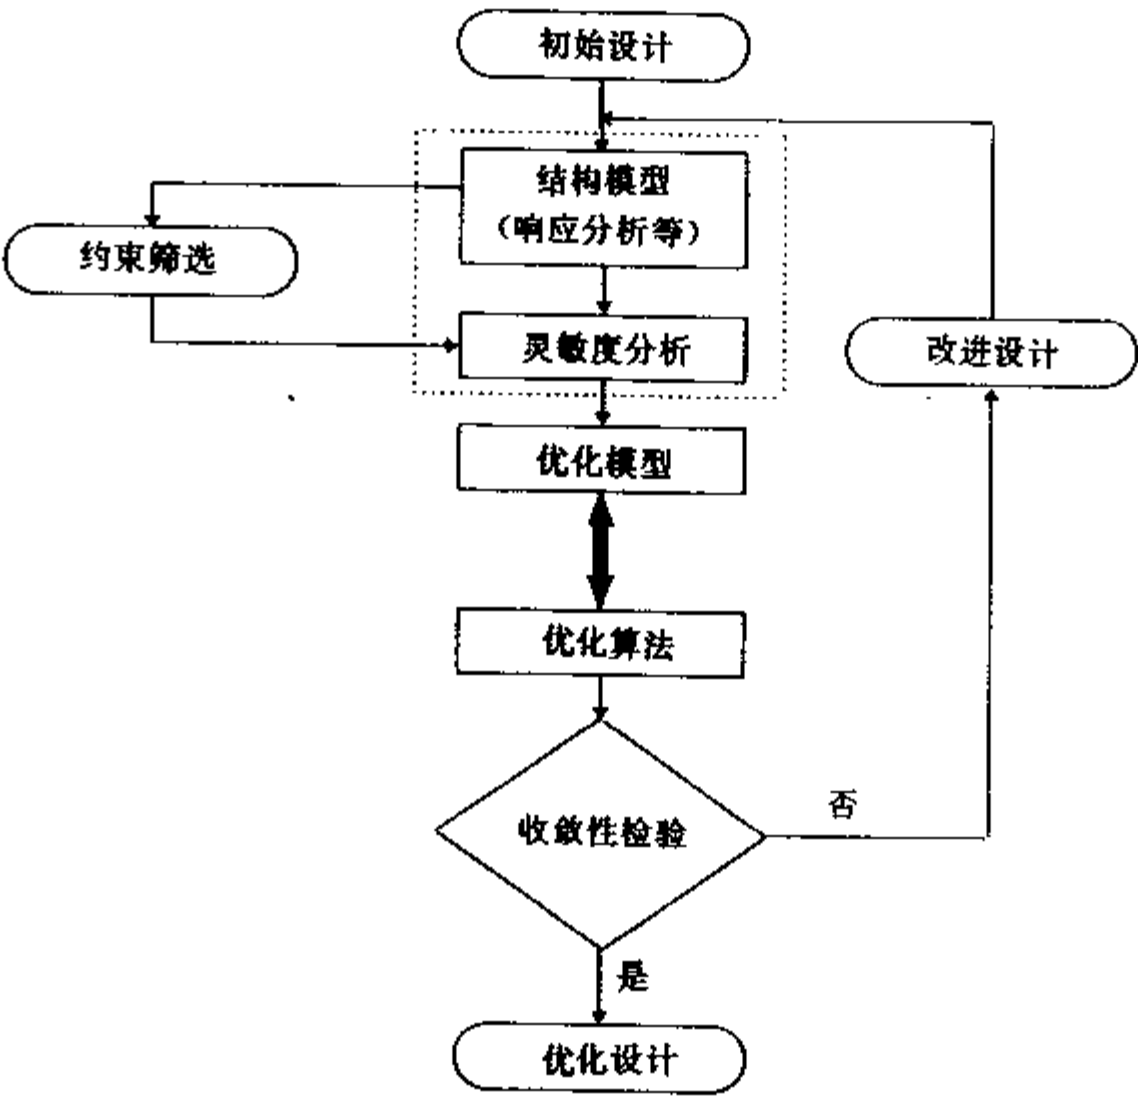 初始设计
结构模型
（响应分析等）
约束筛选
灵敏度分析
改进设计
优化模型
优化算法
收敛性检验
否
是
优化设计